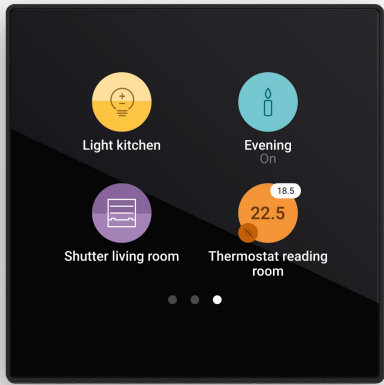 Light kitchen
Evening
On
18.5
22.5
Shutter living room
Thermostat reading
room